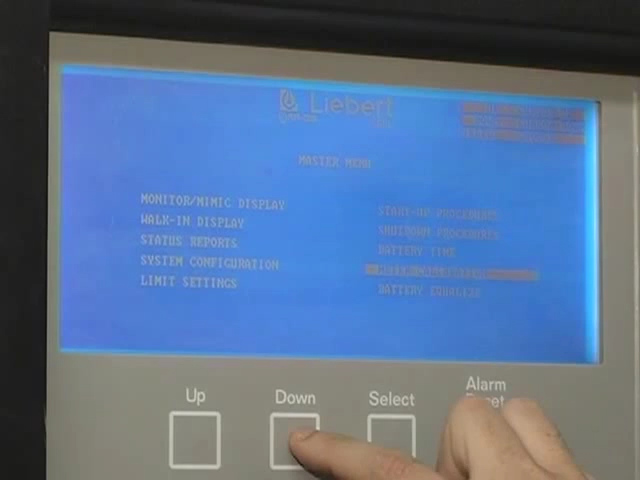 Liebert
MASTER MENU
MONITOR/MIMIC DISPLAY
WALK-IN DISPLAY
STATUS REPORTS
SYSTEM CONFIGURATION
LIMIT SETTINGS
START-UP PROCEDURES
SHUTDOWN PROCEDURES
BATTERY TIME
BATTERY EQUALIZE
Up
Down
Select
Alarm
Reset